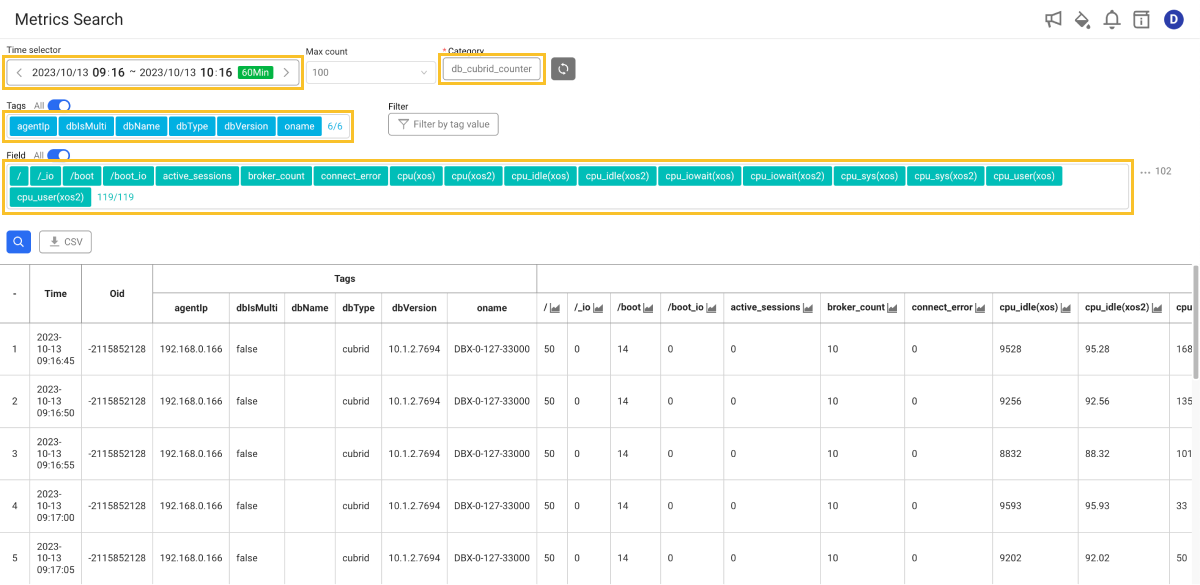 Metrics Search
D
Time selector
2023/10/13 09:16 ~ 2023/10/13 10:16 60Min
Max count
100
* Category
db_cubrid_counter
Tags All
agentIp dbIsMulti dbName dbType dbVersion oname 6/6
Filter
Filter by tag value
Field All
/ /_io /boot /boot_io active_sessions broker_count connect_error cpu(xos) cpu(xos2) cpu_idle(xos) cpu_idle(xos2) cpu_iowait(xos) cpu_iowait(xos2) cpu_sys(xos) cpu_sys(xos2) cpu_user(xos)
cpu_user(xos2) 119/119
... 102
CSV
- Time Oid Tags
agentIp dbIsMulti dbName dbType dbVersion oname / /_io /boot /boot_io active_sessions broker_count connect_error cpu_idle(xos) cpu_idle(xos2) cpu
1 2023-10-13 09:16:45 -2115852128 192.168.0.166 false cubrid 10.1.2.7694 DBX-0-127-33000 50 0 14 0 0 10 0 9528 95.28 168
2 2023-10-13 09:16:50 -2115852128 192.168.0.166 false cubrid 10.1.2.7694 DBX-0-127-33000 50 0 14 0 0 10 0 9256 92.56 135
3 2023-10-13 09:16:55 -2115852128 192.168.0.166 false cubrid 10.1.2.7694 DBX-0-127-33000 50 0 14 0 0 10 0 8832 88.32 101
4 2023-10-13 09:17:00 -2115852128 192.168.0.166 false cubrid 10.1.2.7694 DBX-0-127-33000 50 0 14 0 0 10 0 9593 95.93 33
5 2023-10-13 09:17:05 -2115852128 192.168.0.166 false cubrid 10.1.2.7694 DBX-0-127-33000 50 0 14 0 0 10 0 9202 92.02 50